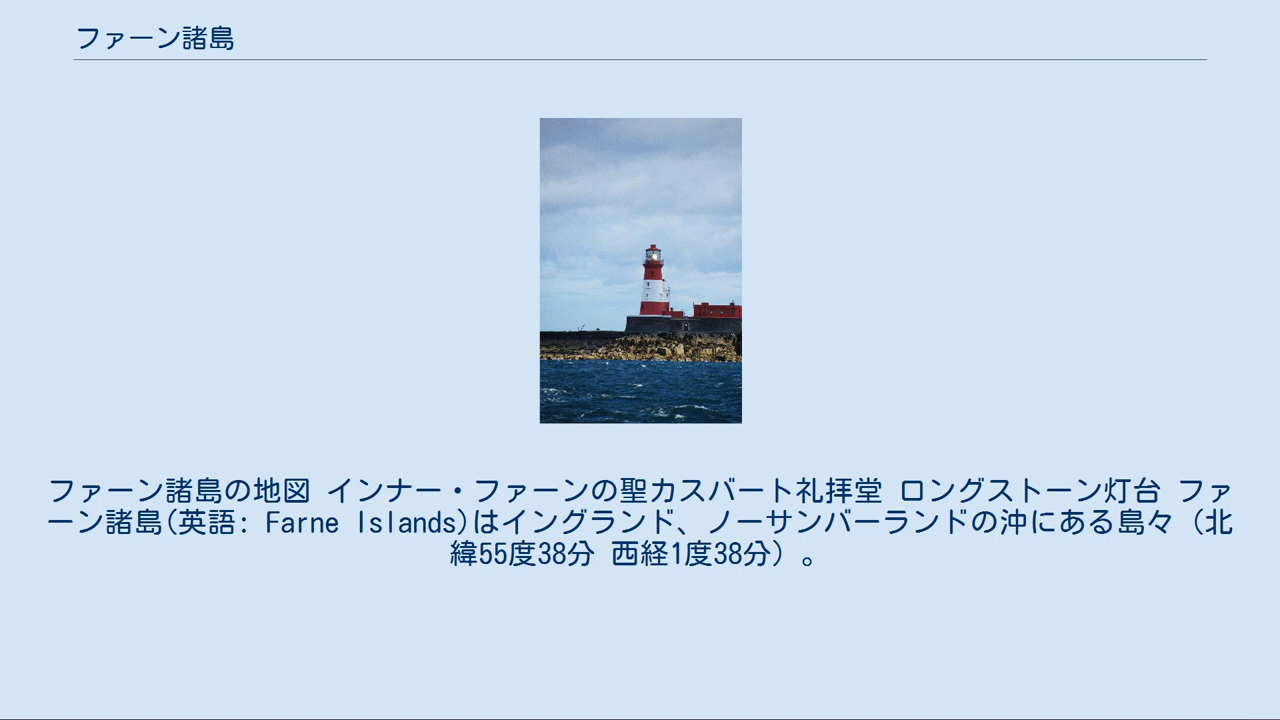 ファーン諸島
ファーン諸島の地図 インナー・ファーンの聖カスバート礼拝堂 ロングストーン灯台 ファ
ーン諸島(英語: Farne Islands)はイングランド、ノーサンバーランドの沖にある島々（北
緯55度38分 西経1度38分）。